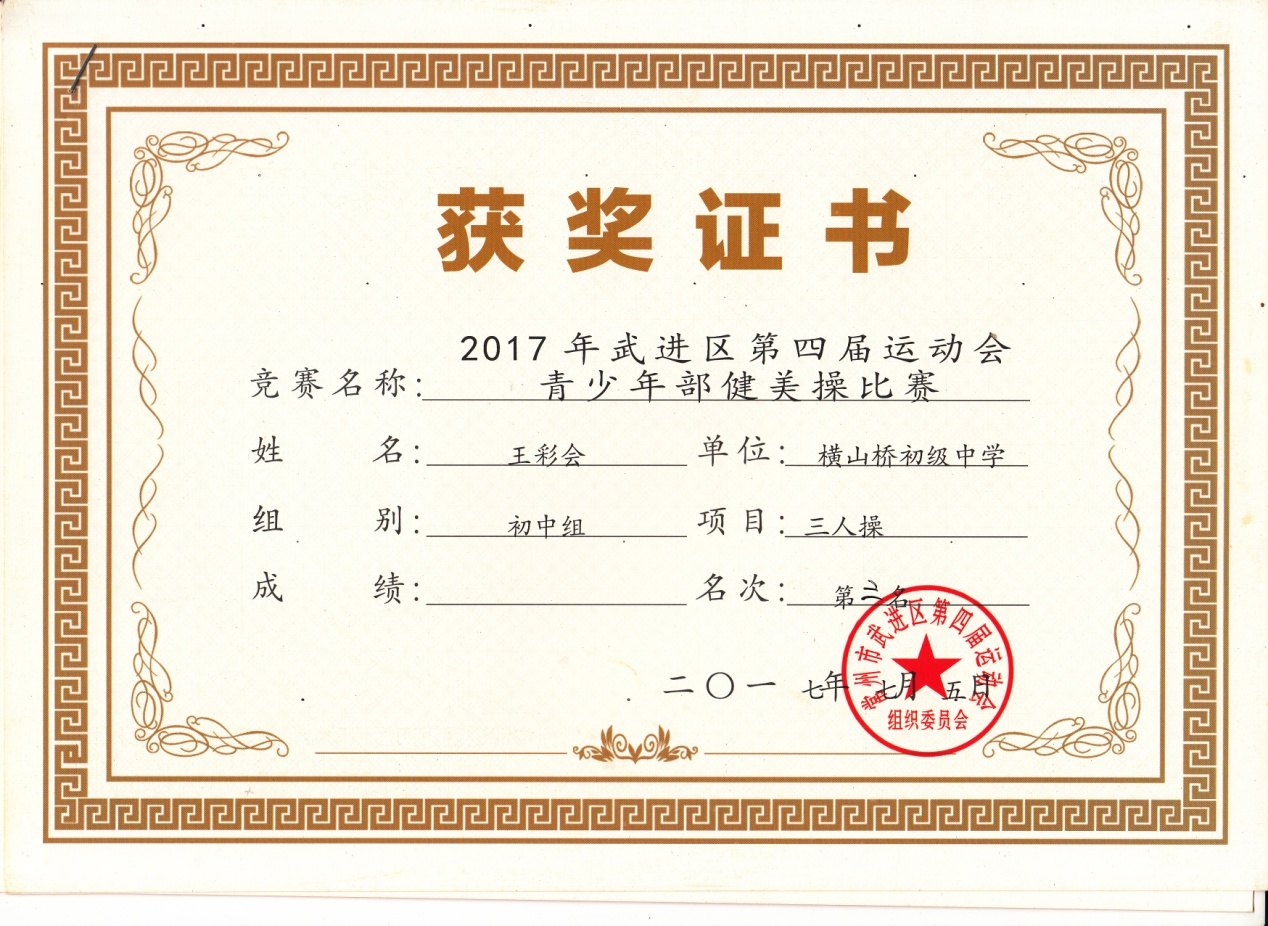 获奖证书
2017年武进区第四届运动会
竞赛名称:青少年部健美操比赛
姓名:王彩会 单位:横山桥初级中学
组别:初中组 项目:三人操
成绩: 名次:第三名
二〇一七年七月五日
常州市武进区第四届运动会
组织委员会